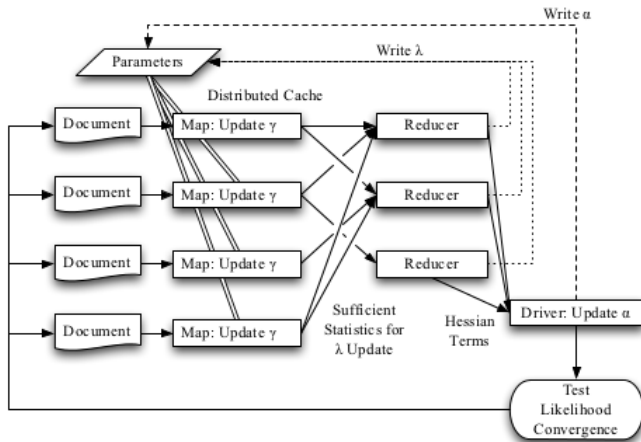 Write α
Parameters
Write λ
Distributed Cache
Document
Map: Update γ
Reducer
Document
Map: Update γ
Reducer
Document
Map: Update γ
Reducer
Document
Map: Update γ
Sufficient
Statistics for
λ Update
Hessian
Terms
Driver: Update α
Test
Likelihood
Convergence